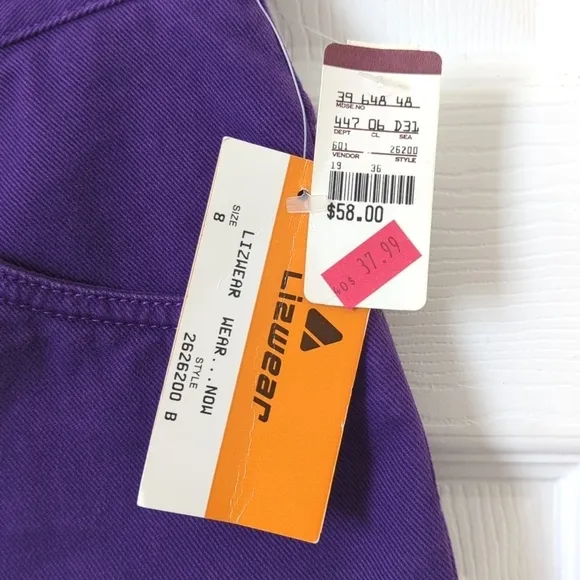 39 648 48
MDSE NO
447 06 D31
DEPT CL SEA
601 26200
VENDOR STYLE
19 36
$58.00
37.99
Lizwear
SIZE
8
LIZWEAR WEAR...NOW
STYLE
2626200 B